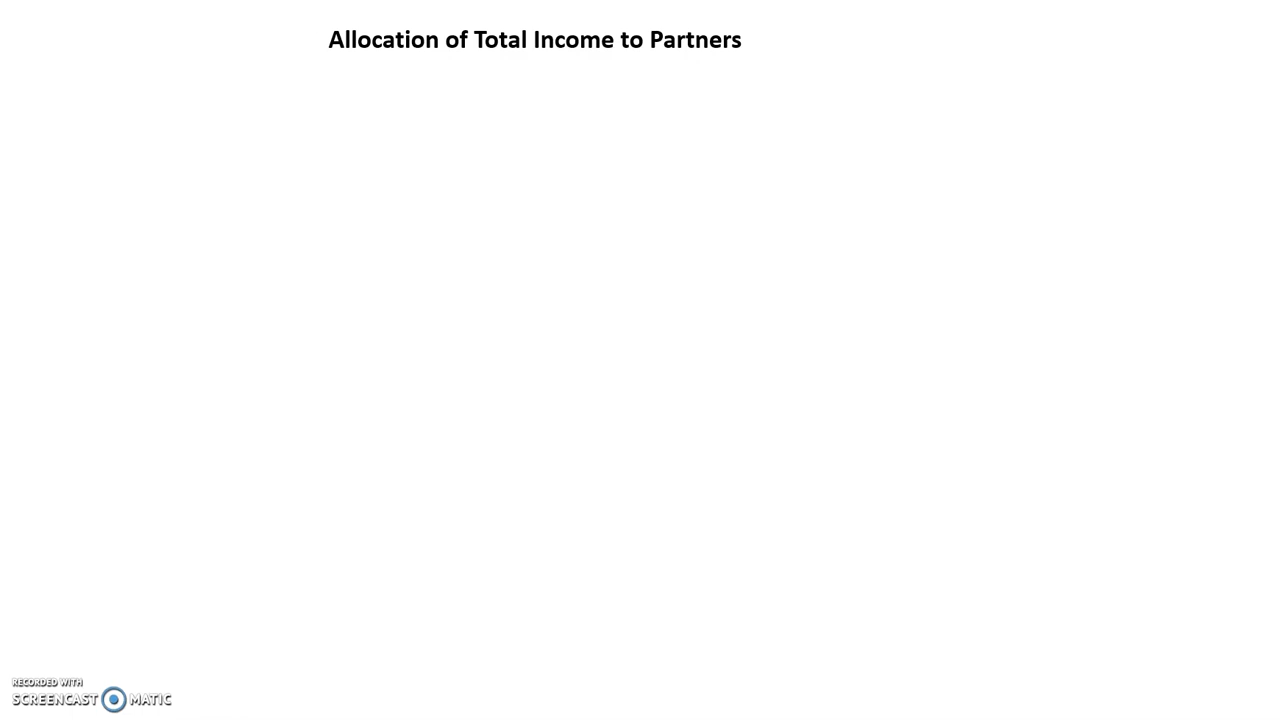 Allocation of Total Income to Partners
RECORDED WITH
SCREENCAST MATIC